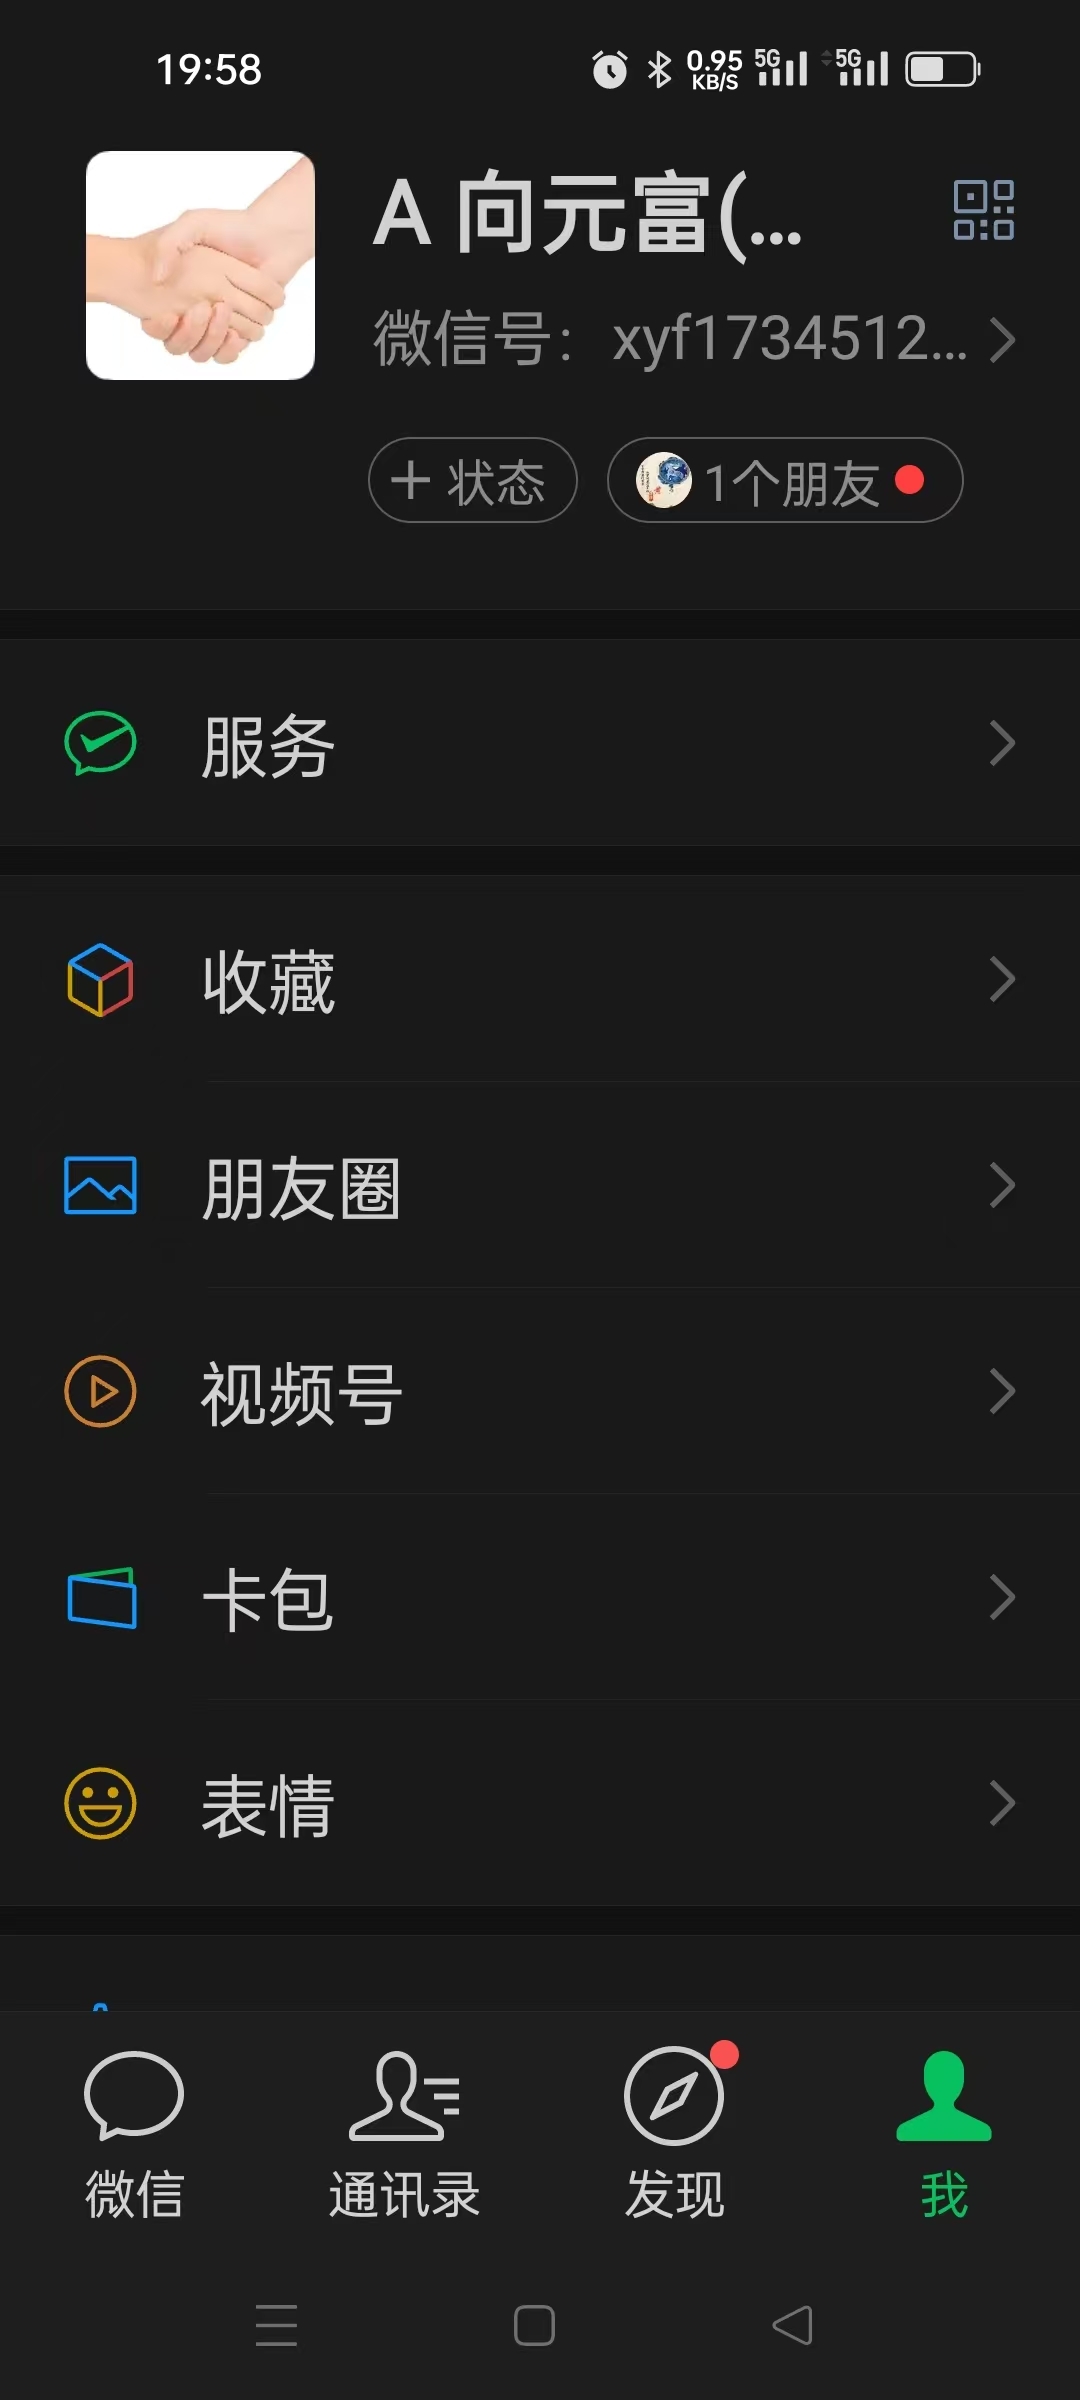 19:58
0.95 KB/S 5G 5G
A 向元富(...
微信号：xyf1734512...
+ 状态
1个朋友
服务
收藏
朋友圈
视频号
卡包
表情
微信 通讯录 发现 我